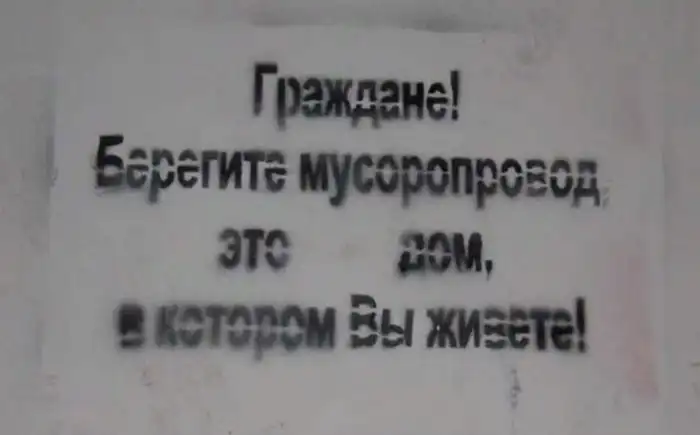 Граждане!
Берегите мусоропровод,
это дом,
в котором Вы живете!